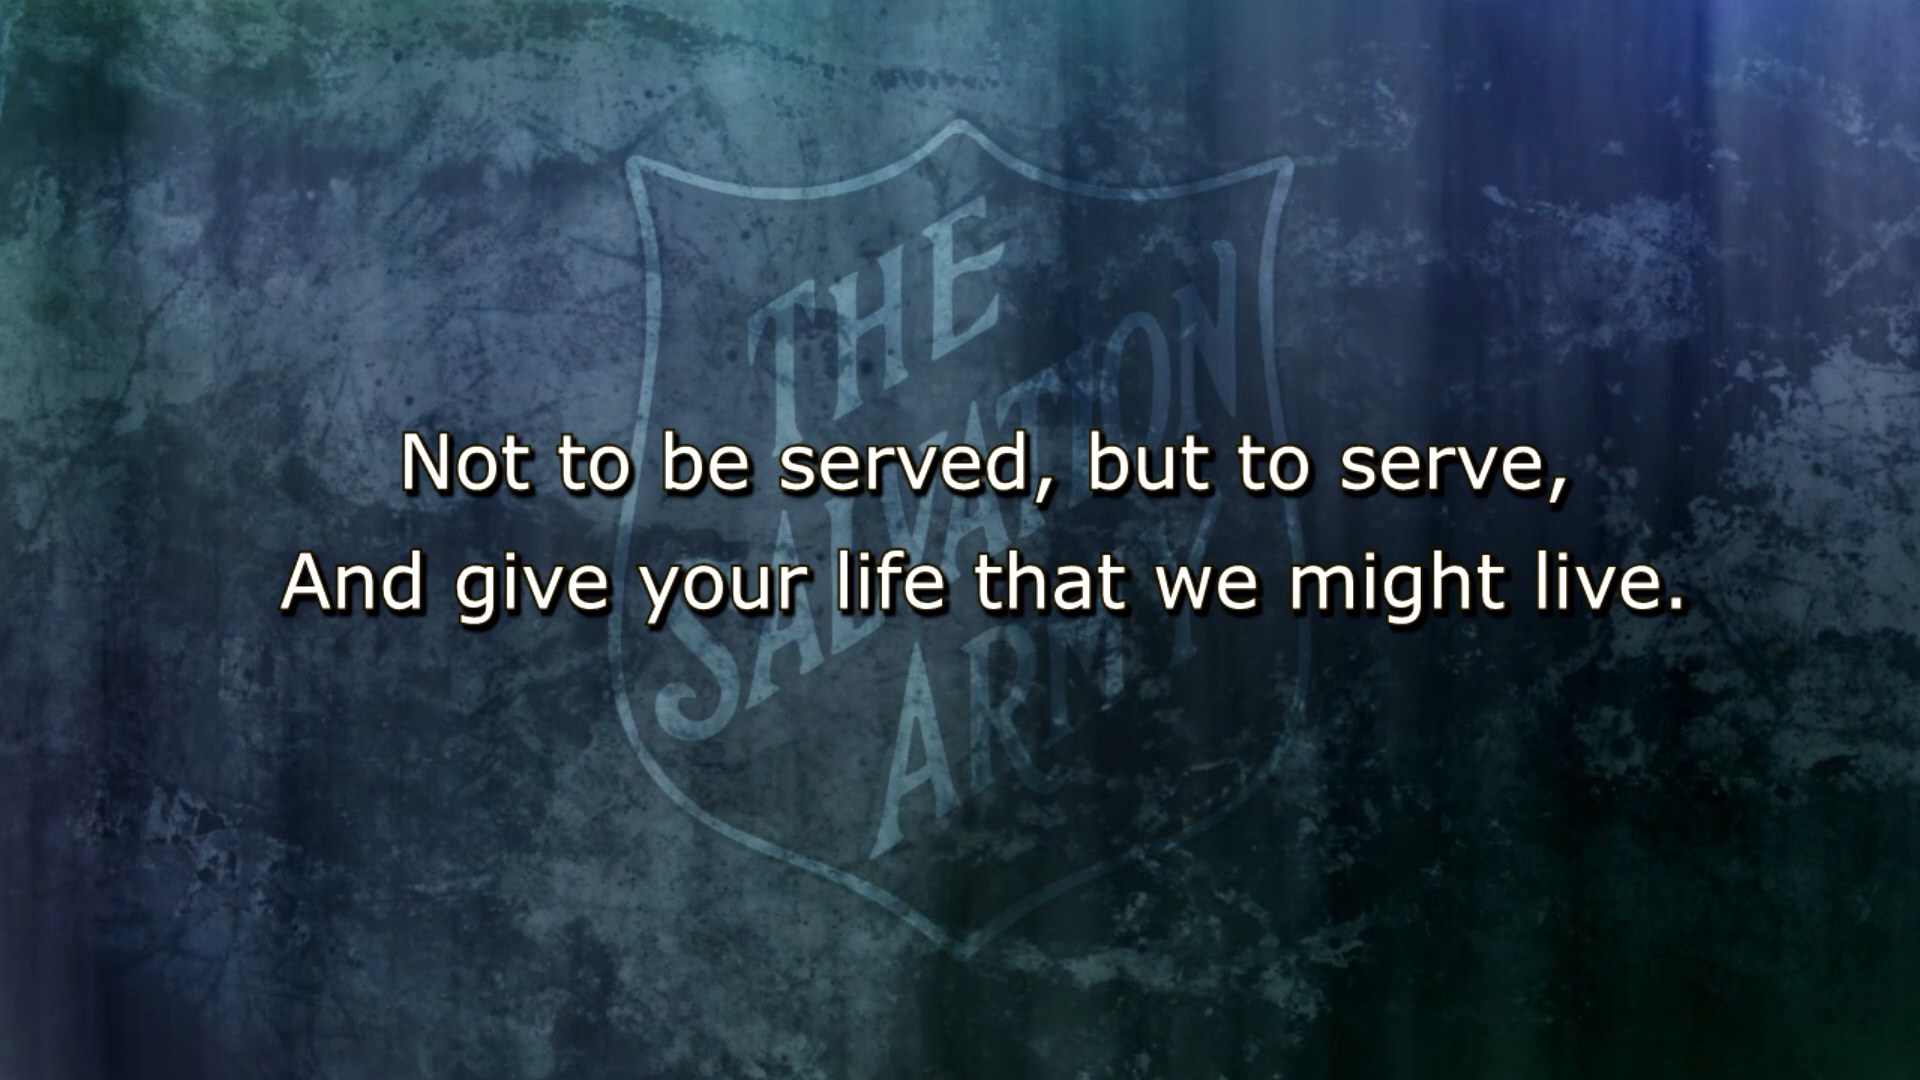 THE
SALVATION
ARMY
Not to be served, but to serve,
And give your life that we might live.